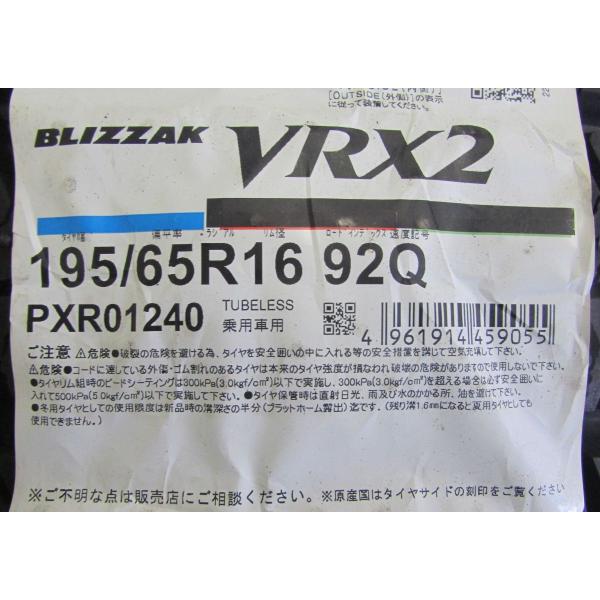 [OUTSIDE(外側)]の表示
に従って装着してください。
BLIZZAK VRX2
タイヤの幅 偏平率 ラジアル リム径 ロードインデックス 速度記号
195/65R16 92Q
PXR01240 TUBELESS 乗用車用
4 961914 459055
ご注意 ⚠危険●破裂の危険を避ける為、タイヤを安全囲いの中に入れる等の安全措置を講じて空気充填して下さい。
⚠危険●コードに達している外傷・ゴム割れのあるタイヤは本来のタイヤ強度が損なわれ破壊の危険がありますので使用しないで下さい。
●タイヤリム組時のビードシーティングは300kPa(3.0kgf/cm²)以下で実施し、300kPa(3.0kgf/cm²)を超える場合は必ず安全囲いに
入れて500kPa(5.0kgf/cm²)以下で実施して下さい。●タイヤ保管時は直射日光、雨及び水のかかる所、油を避けて下さい。
●冬用タイヤとしての使用限度は新品時の溝深さの半分(プラットホーム露出)迄です。(残り溝1.6mmになると夏用タイヤとしても
使用できません。)
※ご不明な点は販売店にご相談ください。 ※原産国はタイヤサイドの刻印をご覧ください